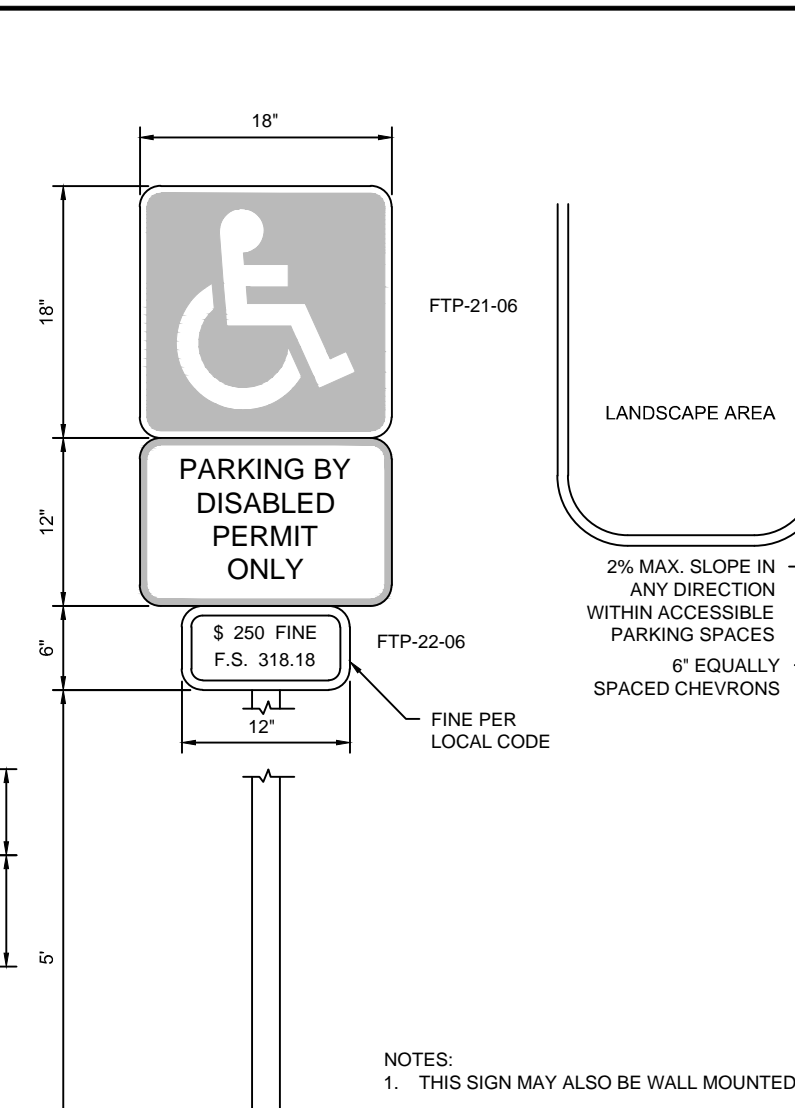 18"
18"
FTP-21-06
LANDSCAPE AREA
PARKING BY
DISABLED
PERMIT
ONLY
12"
2% MAX. SLOPE IN
ANY DIRECTION
WITHIN ACCESSIBLE
PARKING SPACES
6" EQUALLY
SPACED CHEVRONS
6"
$ 250 FINE
F.S. 318.18
FTP-22-06
12"
FINE PER
LOCAL CODE
5'
NOTES:
1. THIS SIGN MAY ALSO BE WALL MOUNTED